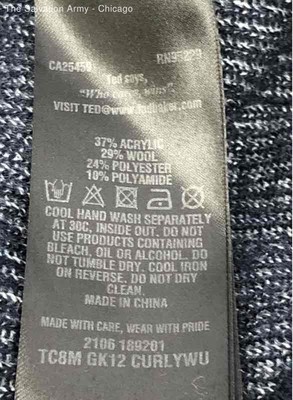 The Salvation Army - Chicago
CA25459
RN95229
Ted says,
"Who cares, wins".
VISIT TED@www.Tedbaker.com
37% ACRYLIC
29% WOOL
24% POLYESTER
10% POLYAMIDE
COOL HAND WASH SEPARATELY
AT 30C, INSIDE OUT. DO NOT
USE PRODUCTS CONTAINING
BLEACH, OIL OR ALCOHOL. DO
NOT TUMBLE DRY. COOL IRON
ON REVERSE. DO NOT DRY
CLEAN.
MADE IN CHINA
MADE WITH CARE, WEAR WITH PRIDE
2106 189201
TC8M GK12 CURLYWU